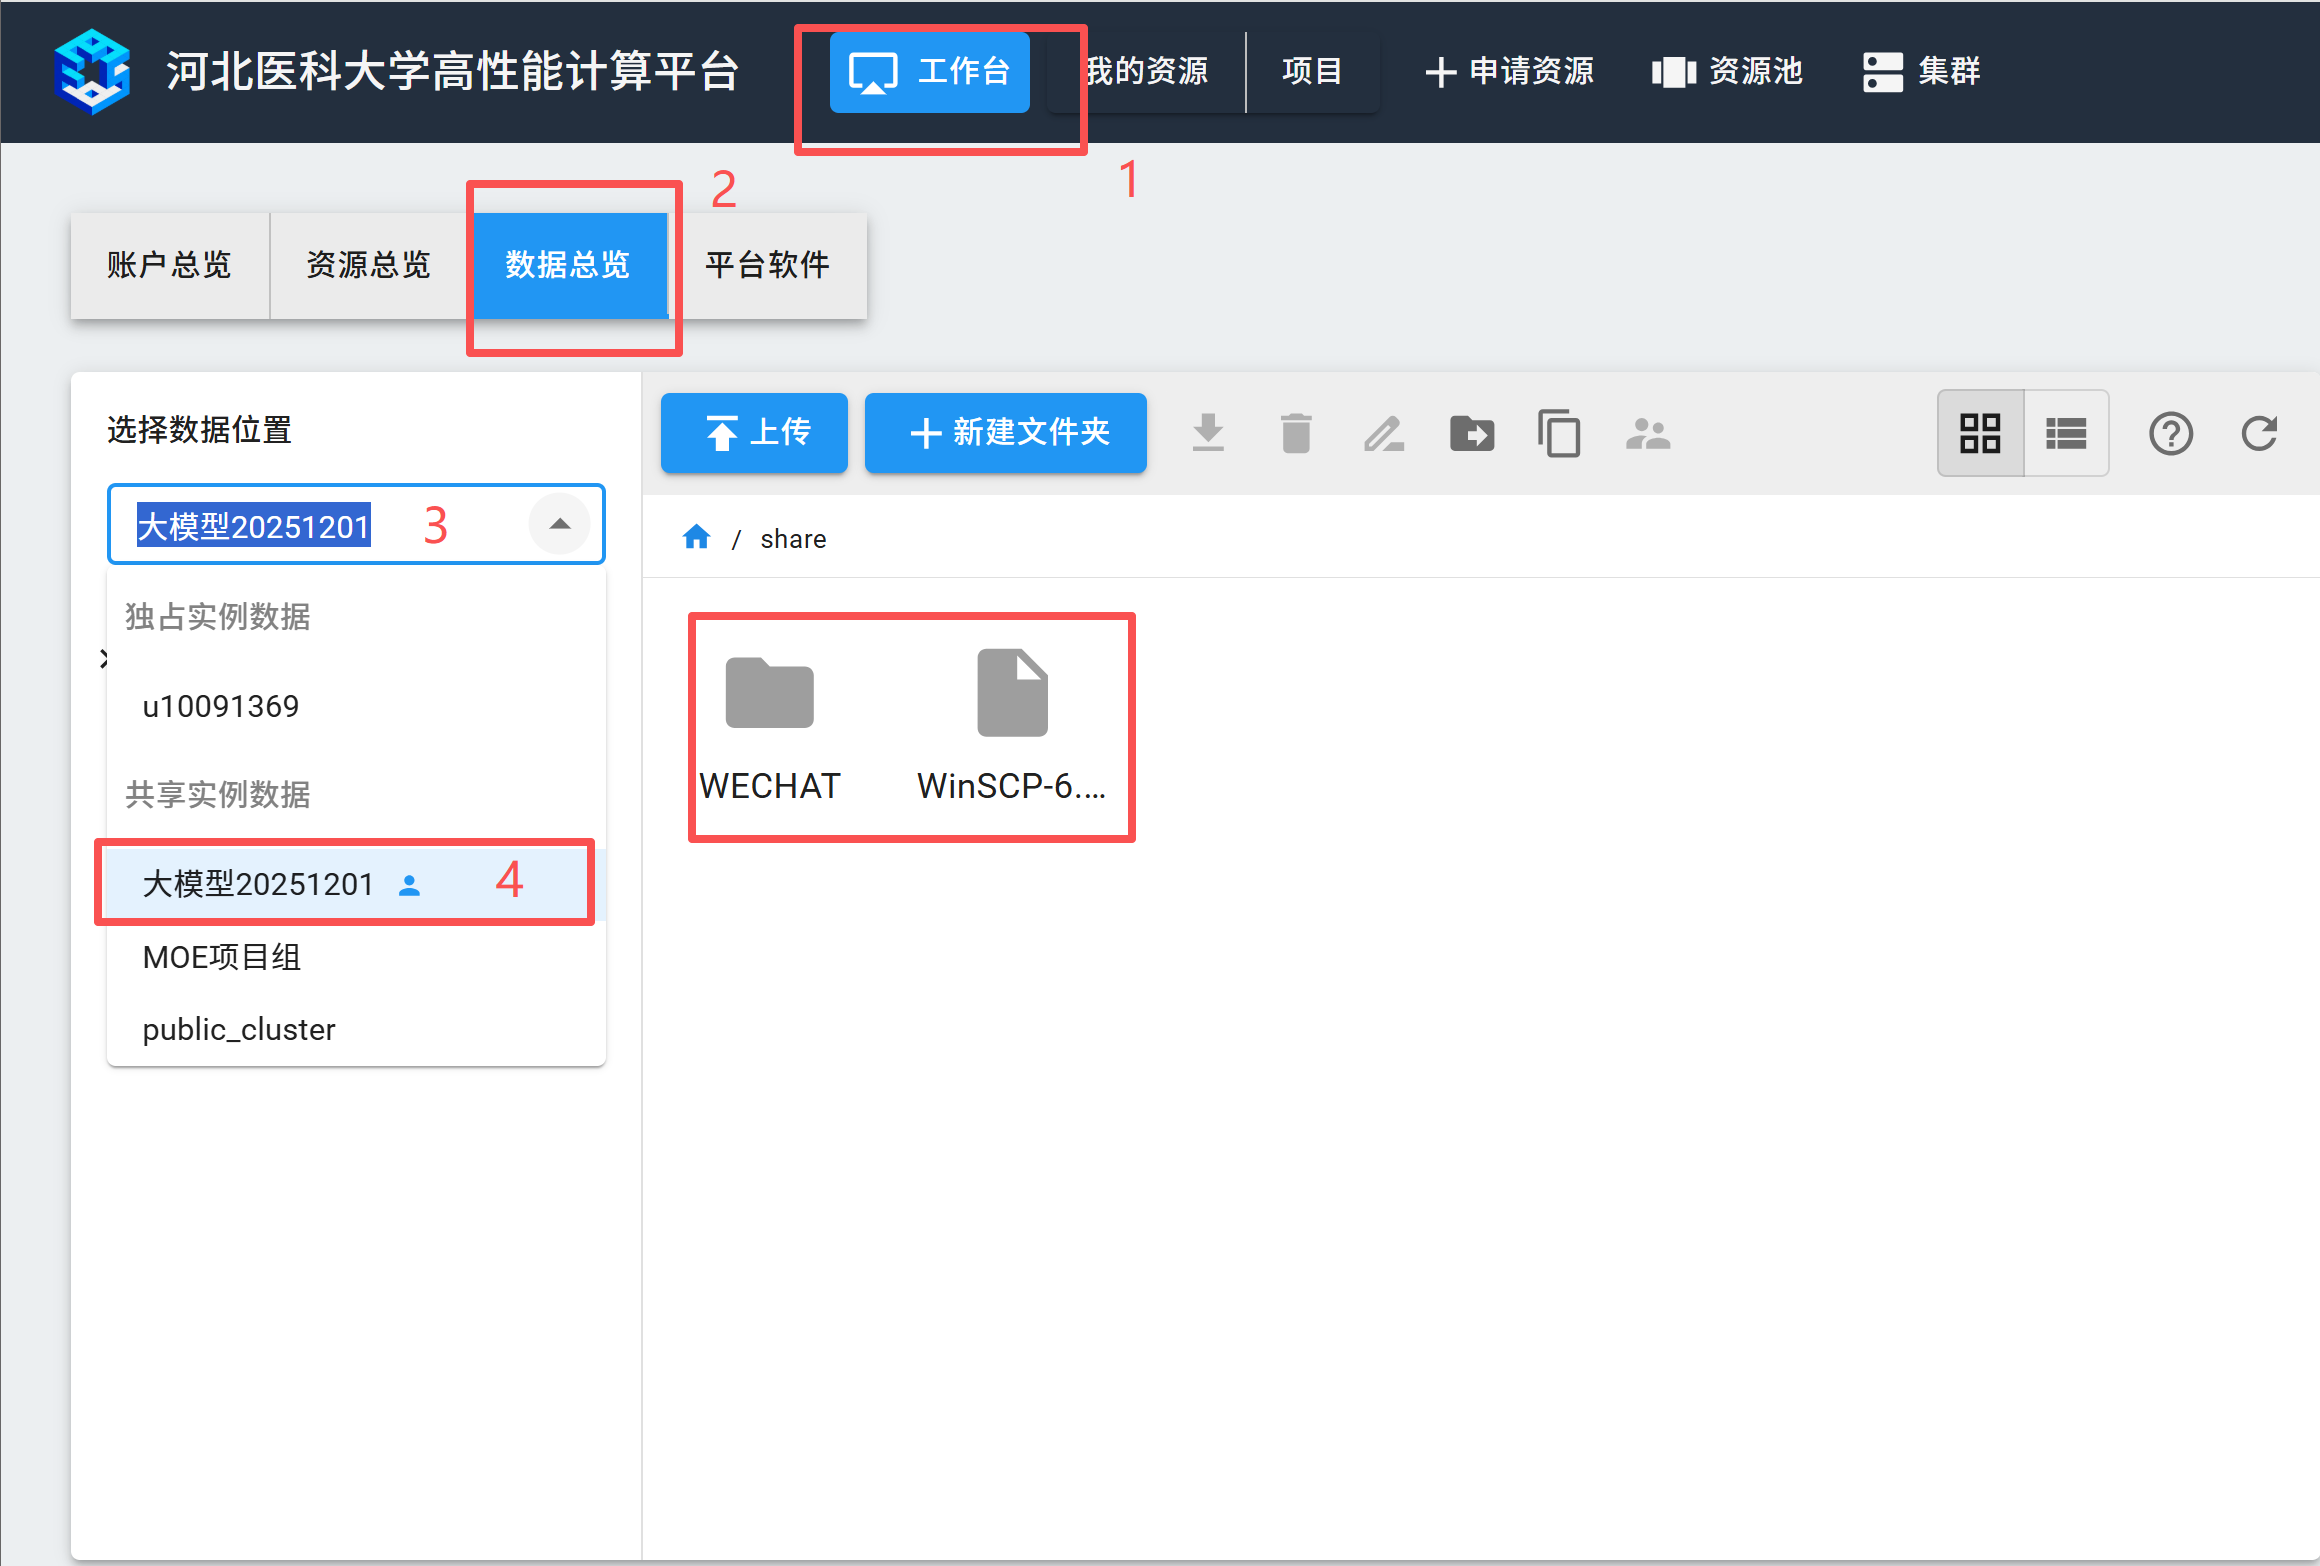 河北医科大学高性能计算平台
工作台
我的资源
项目
申请资源
资源池
集群
1
2
账户总览
资源总览
数据总览
平台软件
选择数据位置
大模型20251201
3
独占实例数据
u10091369
共享实例数据
大模型20251201
4
MOE项目组
public_cluster
上传
新建文件夹
/ share
WECHAT
WinSCP-6....